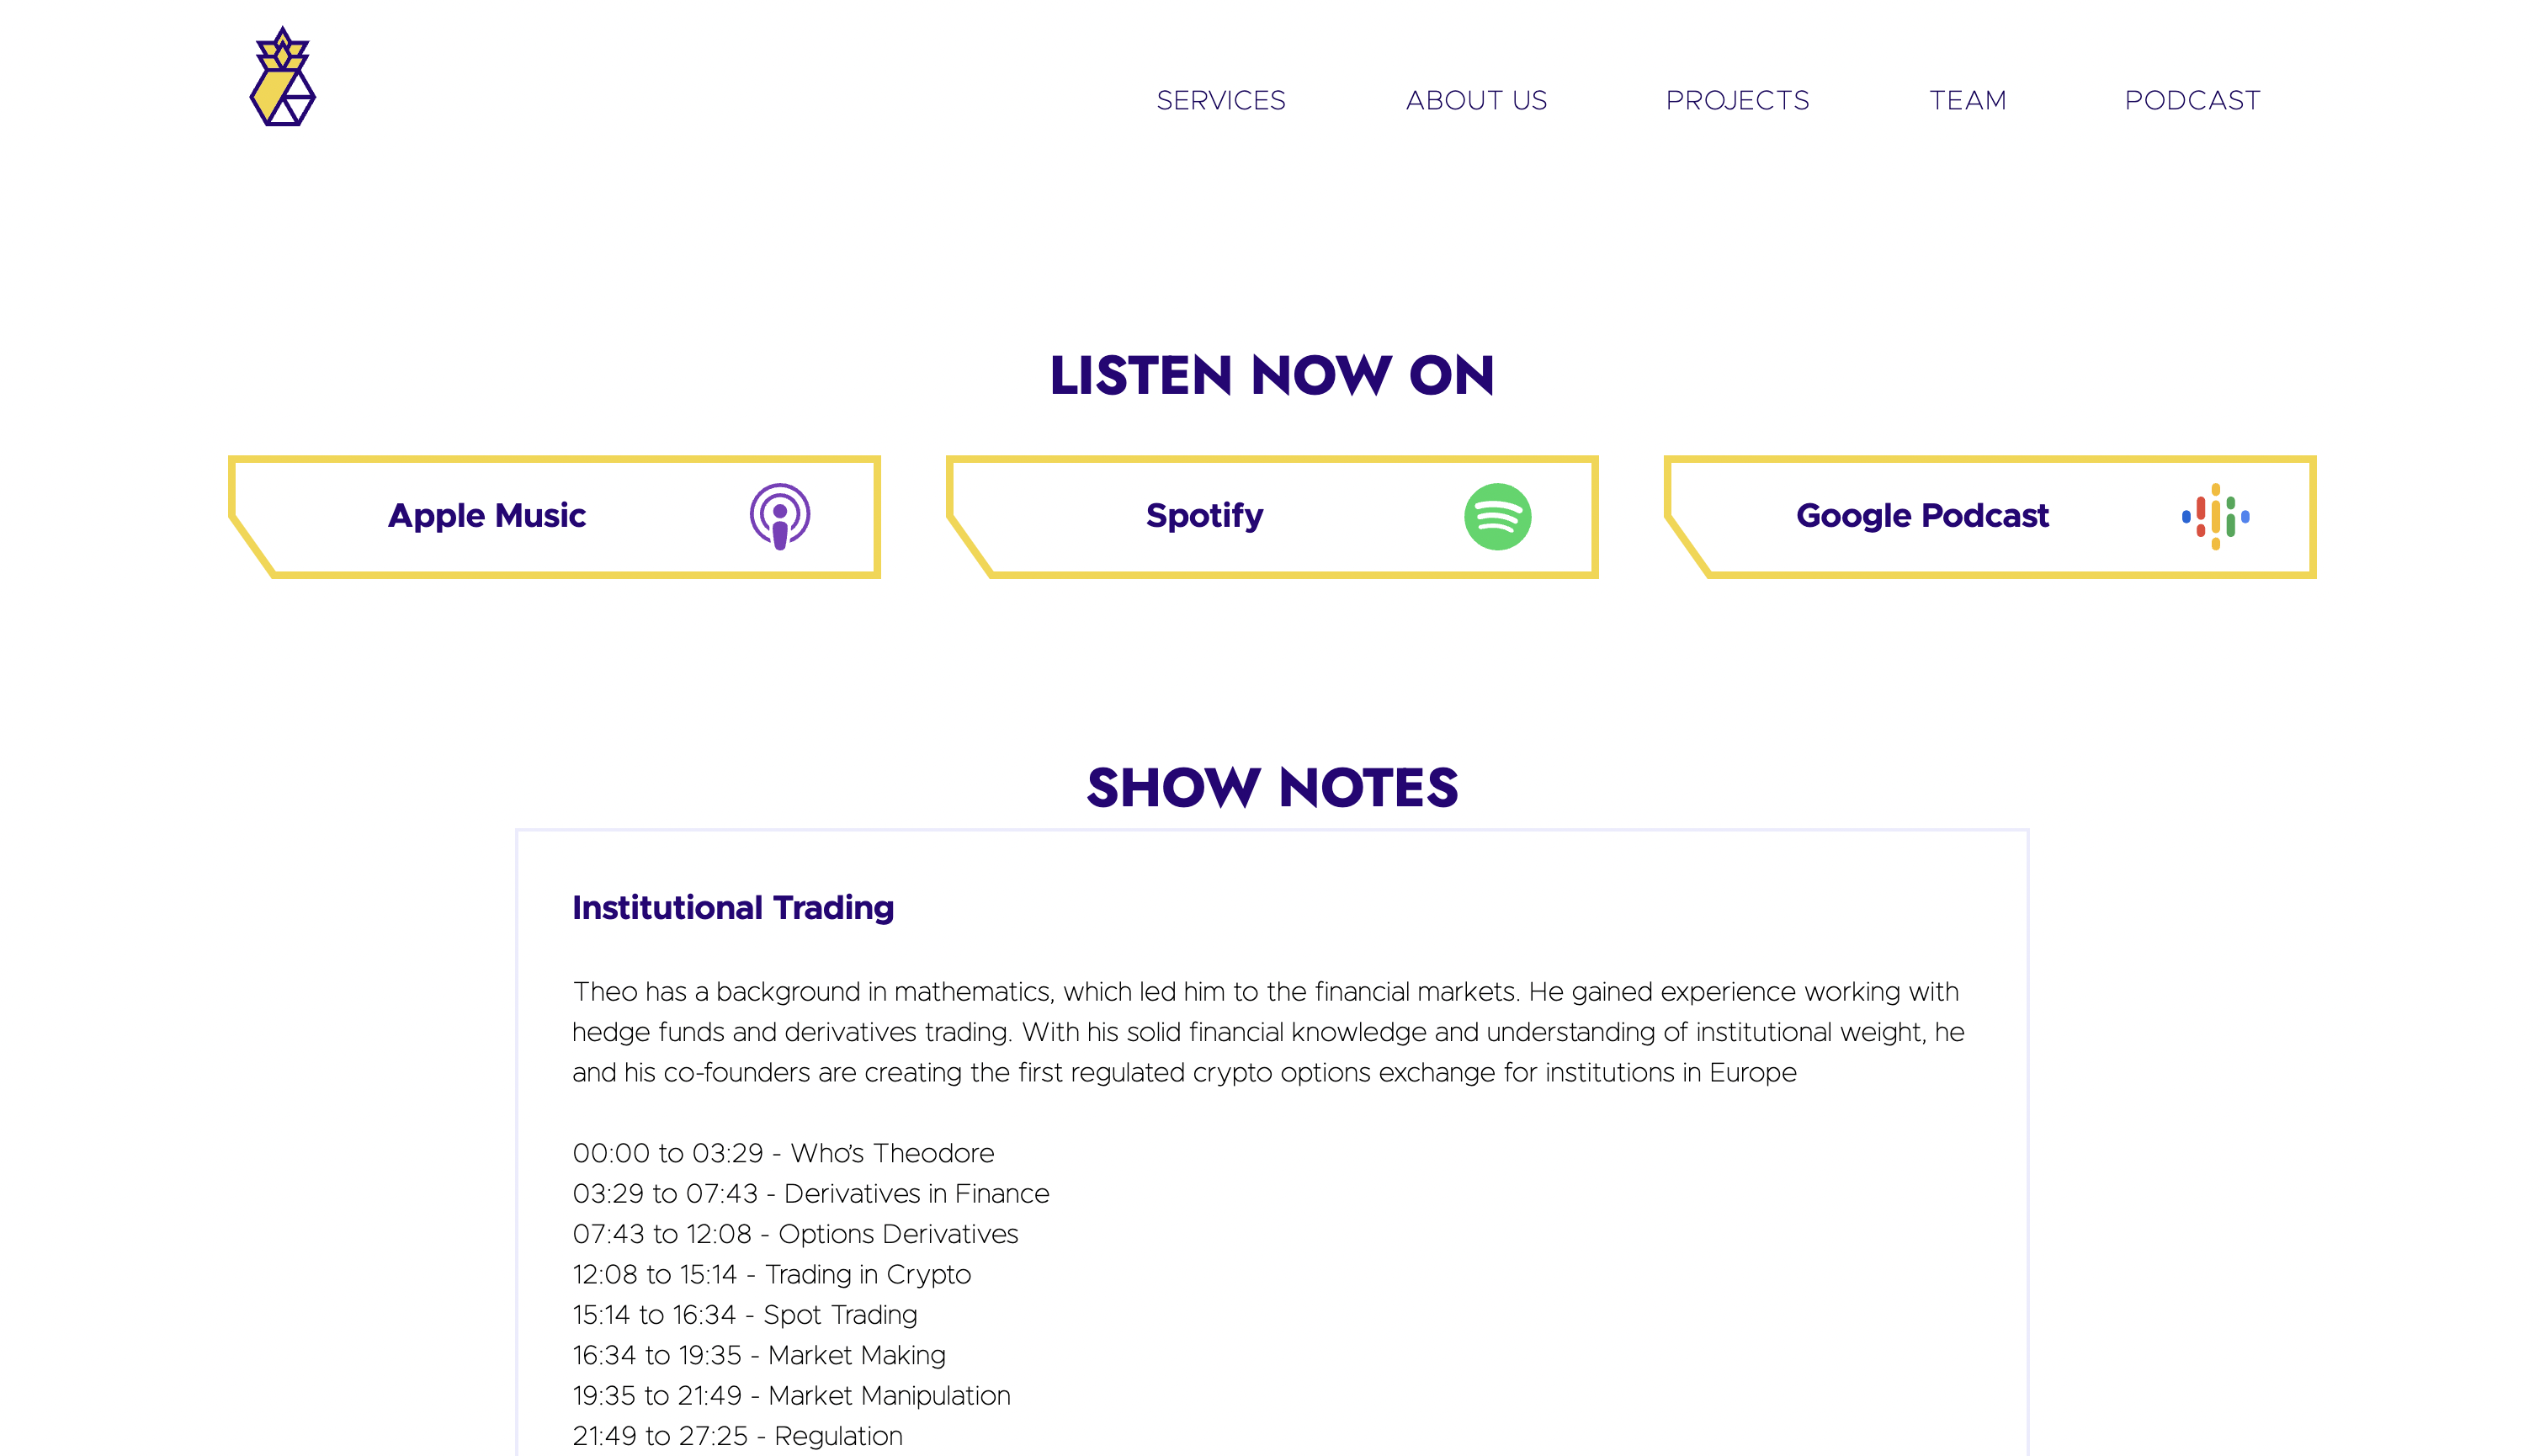 SERVICES
ABOUT US
PROJECTS
TEAM
PODCAST
LISTEN NOW ON
Apple Music
Spotify
Google Podcast
SHOW NOTES
Institutional Trading
Theo has a background in mathematics, which led him to the financial markets. He gained experience working with
hedge funds and derivatives trading. With his solid financial knowledge and understanding of institutional weight, he
and his co-founders are creating the first regulated crypto options exchange for institutions in Europe
00:00 to 03:29 - Who’s Theodore
03:29 to 07:43 - Derivatives in Finance
07:43 to 12:08 - Options Derivatives
12:08 to 15:14 - Trading in Crypto
15:14 to 16:34 - Spot Trading
16:34 to 19:35 - Market Making
19:35 to 21:49 - Market Manipulation
21:49 to 27:25 - Regulation